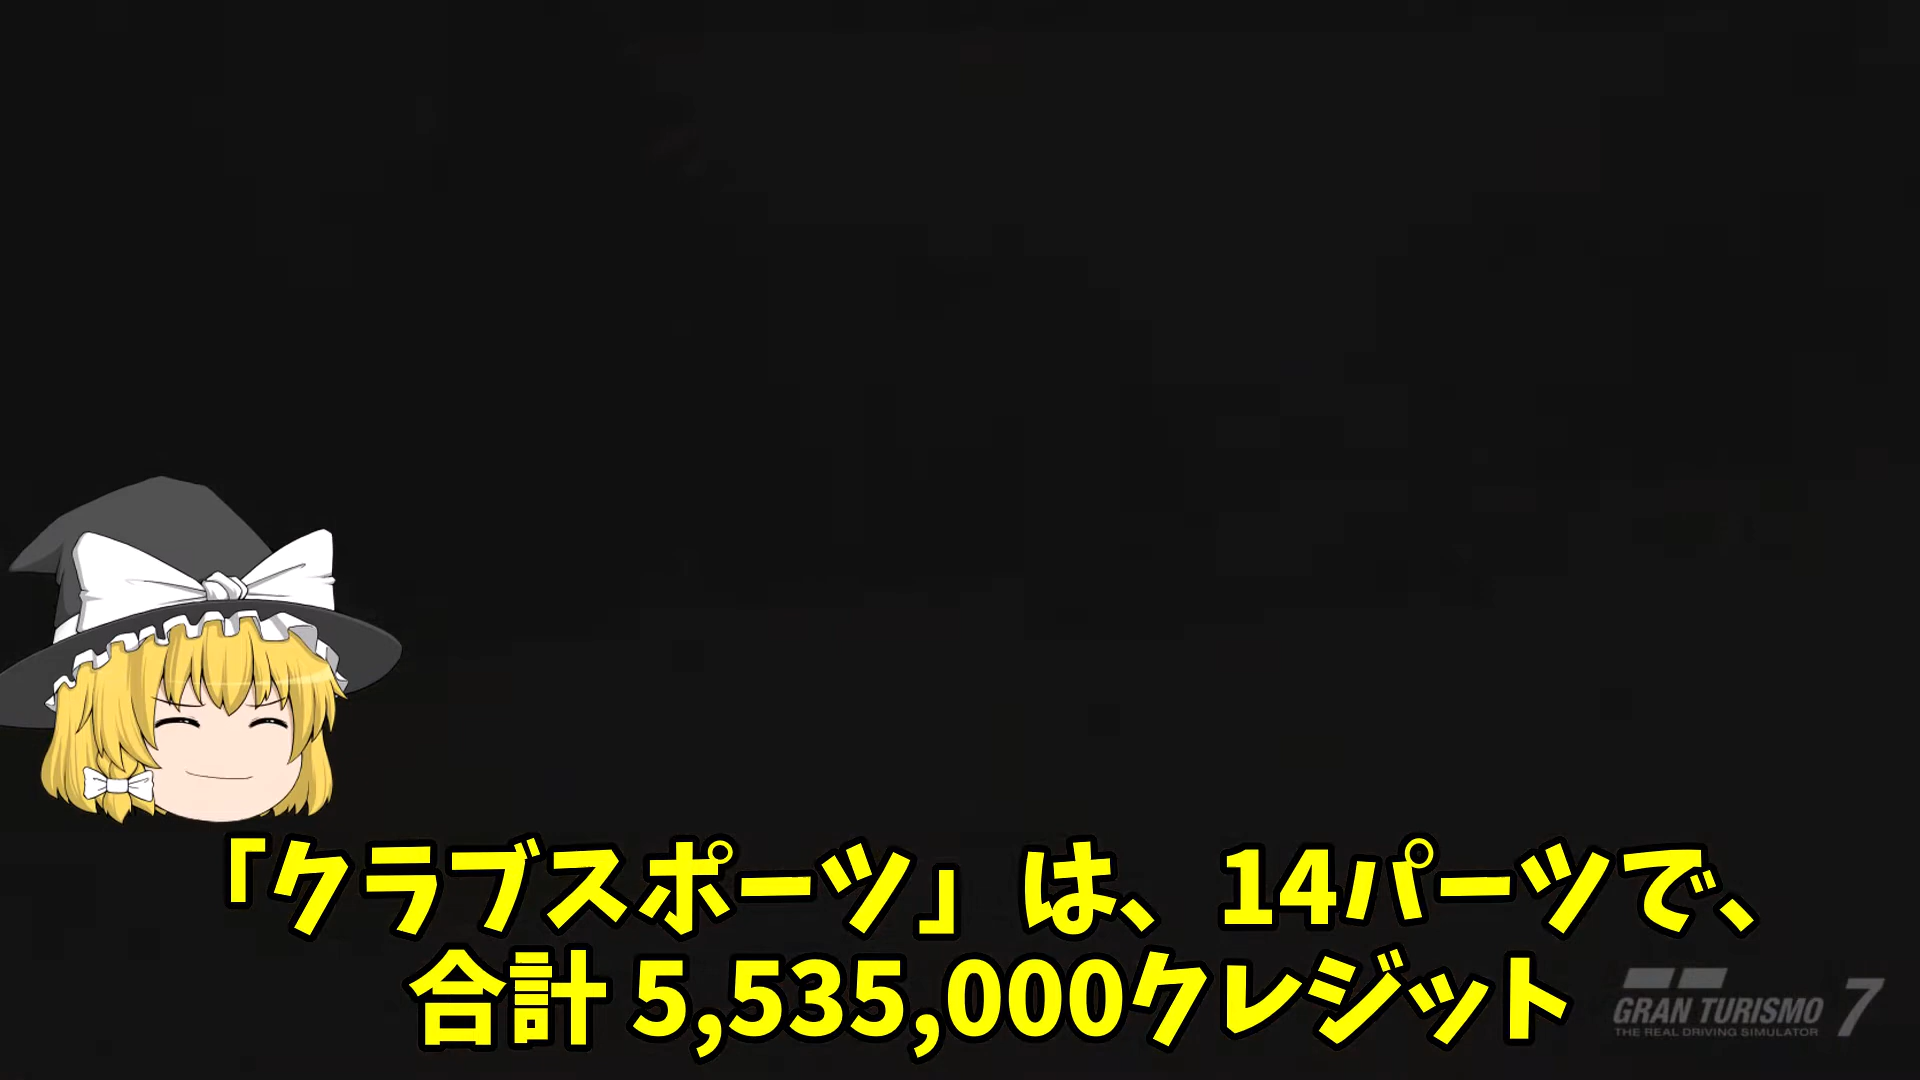 「クラブスポーツ」は、14パーツで、
合計 5,535,000クレジット
GRAN TURISMO 7
THE REAL DRIVING SIMULATOR